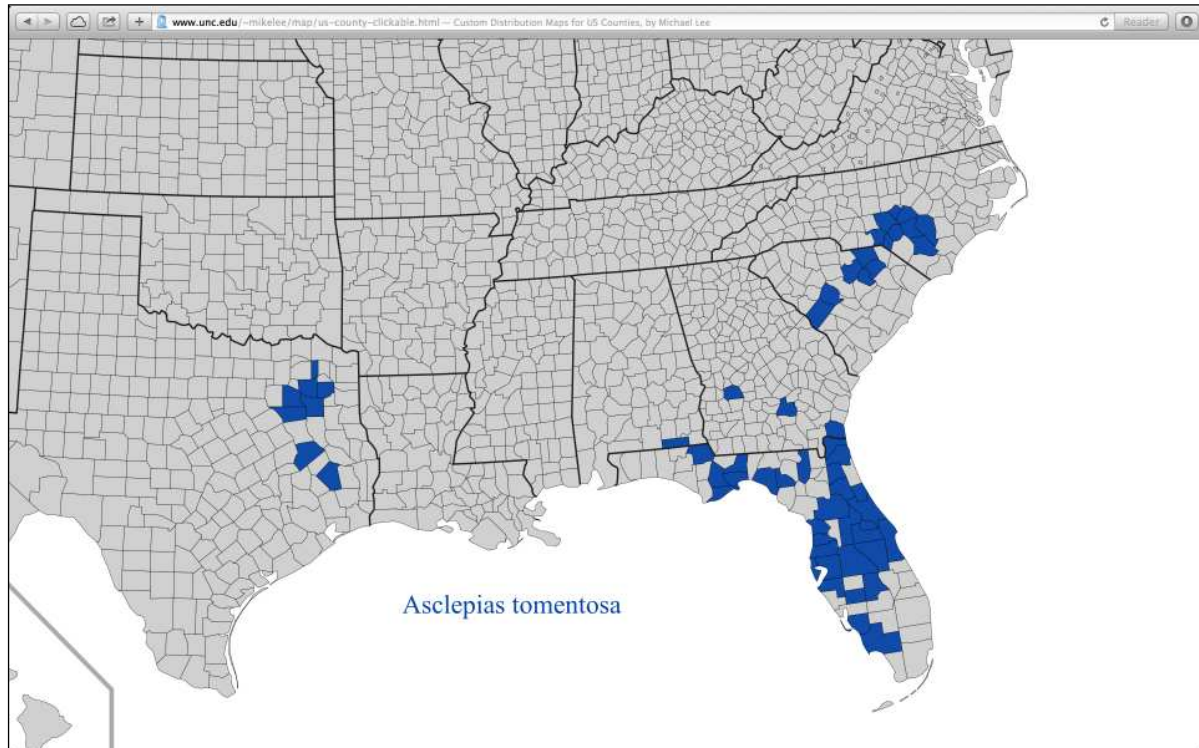 www.unc.edu/~mikelee/map/us-county-clickable.html — Custom Distribution Maps for US Counties, by Michael Lee
Reader
Asclepias tomentosa